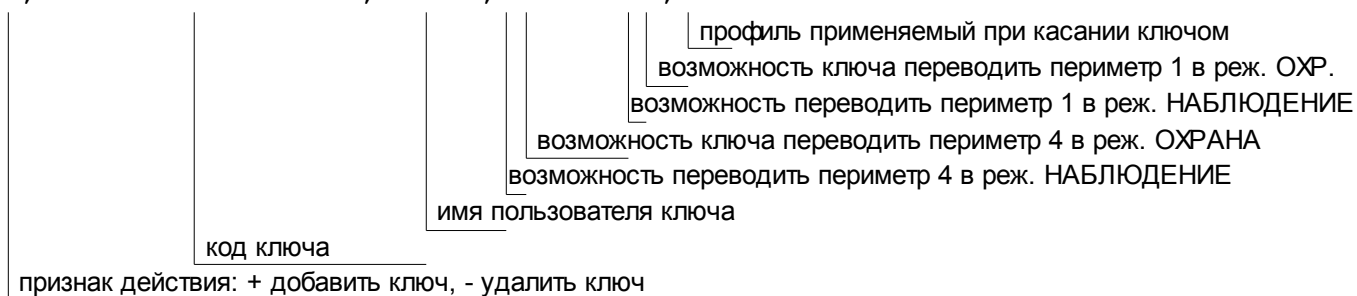 профиль применяемый при касании ключом
возможность ключа переводить периметр 1 в реж. ОХР.
возможность переводить периметр 1 в реж. НАБЛЮДЕНИЕ
возможность ключа переводить периметр 4 в реж. ОХРАНА
возможность переводить периметр 4 в реж. НАБЛЮДЕНИЕ
имя пользователя ключа
код ключа
признак действия: + добавить ключ, - удалить ключ